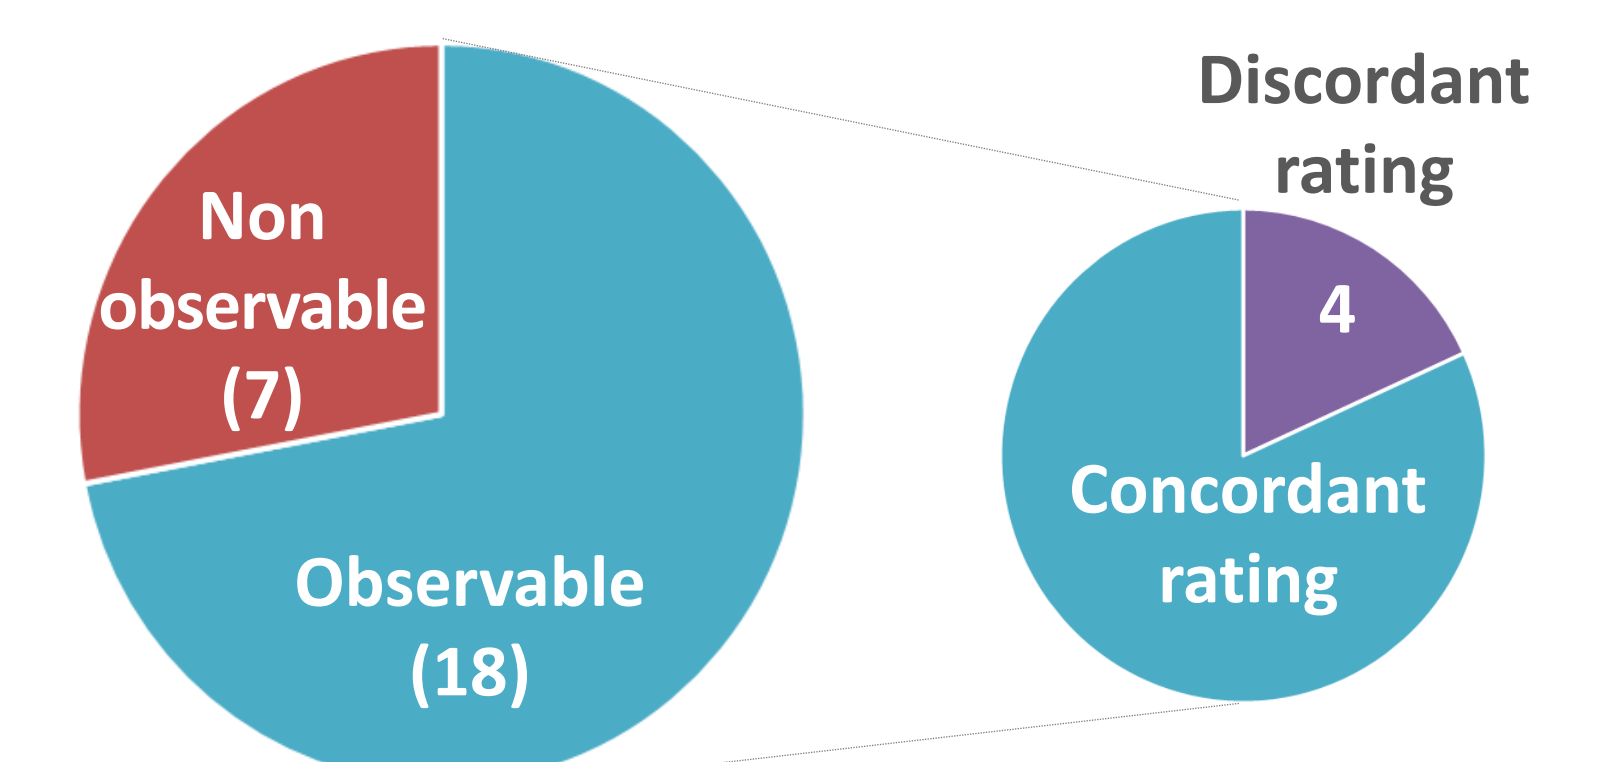 Non
observable
(7)
Observable
(18)
Discordant
rating
4
Concordant
rating